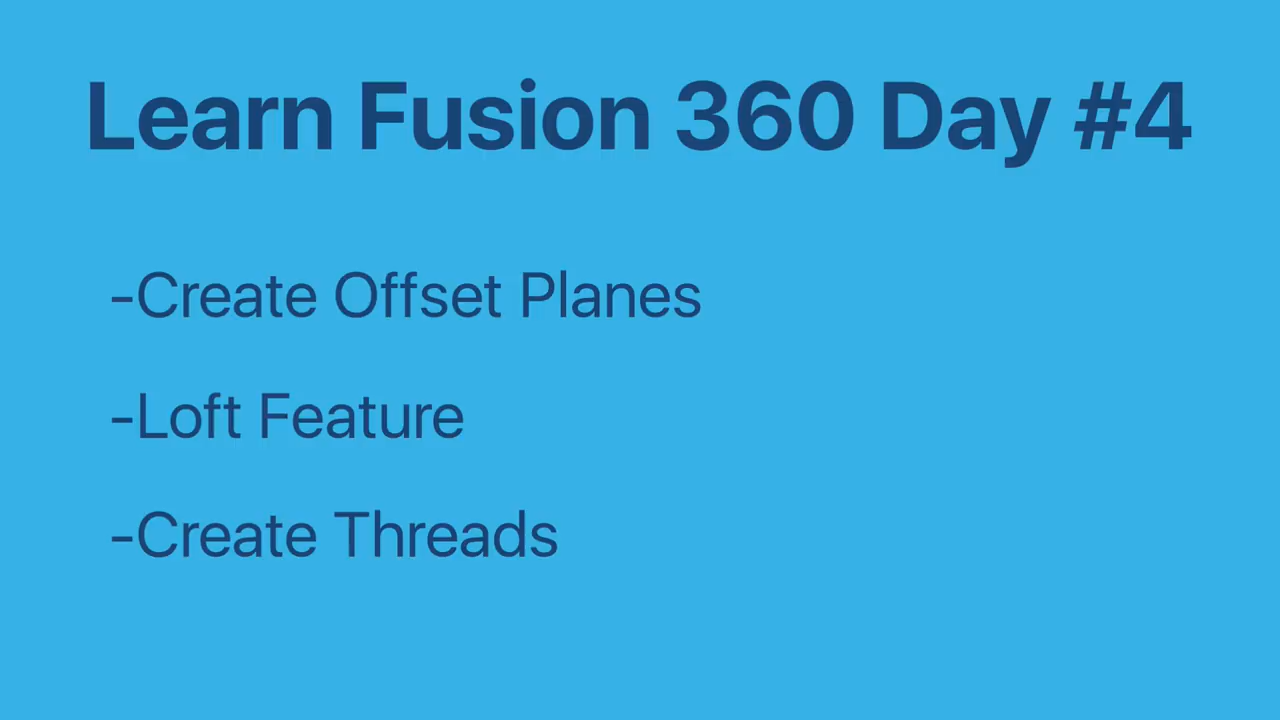 Learn Fusion 360 Day #4
-Create Offset Planes
-Loft Feature
-Create Threads